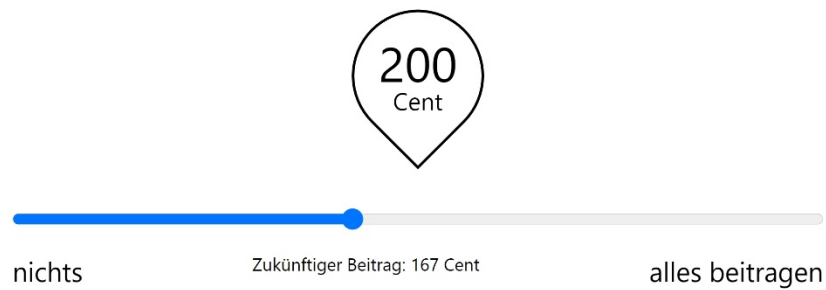 200
Cent
Zukünftiger Beitrag: 167 Cent
nichts
alles beitragen